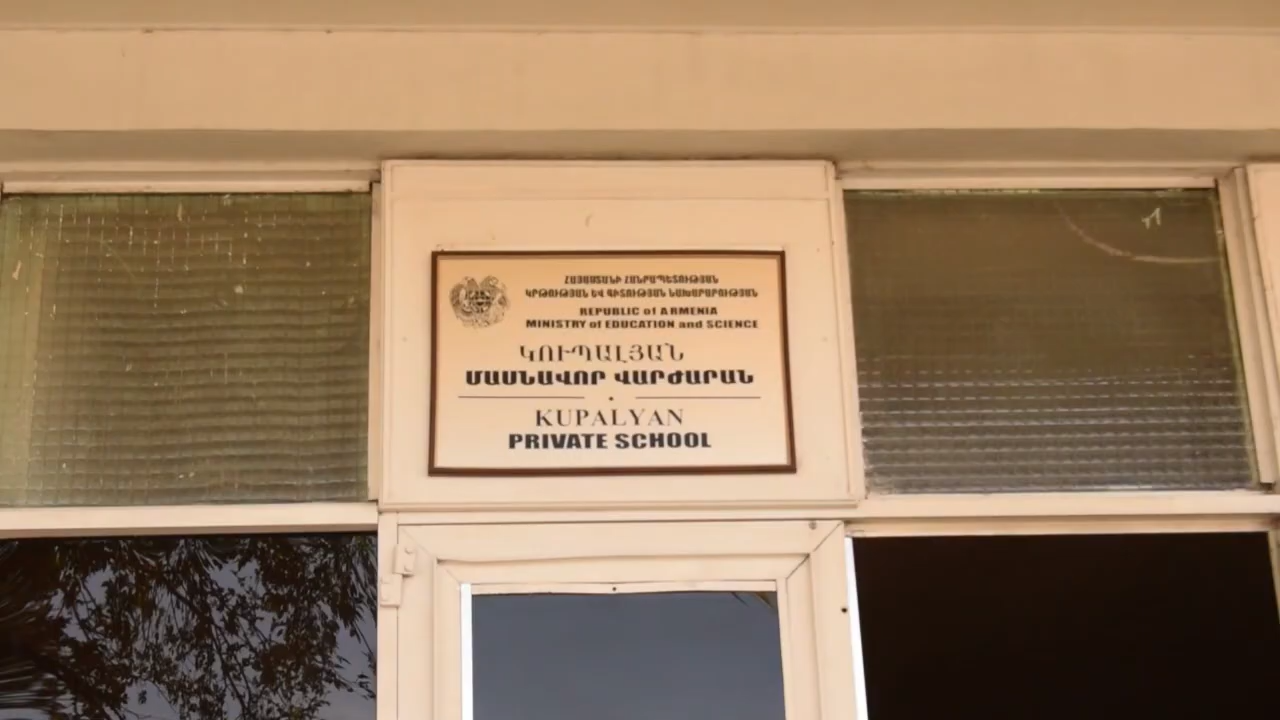 ՀԱՅԱՍՏԱՆԻ ՀԱՆՐԱՊԵՏՈՒԹՅԱՆ
ԿՐԹՈՒԹՅԱՆ ԵՎ ԳԻՏՈՒԹՅԱՆ ՆԱԽԱՐԱՐՈՒԹՅՈՒՆ
REPUBLIC of ARMENIA
MINISTRY of EDUCATION and SCIENCE
ԿՈՒՊԱԼՅԱՆ
ՄԱՍՆԱՎՈՐ ՎԱՐԺԱՐԱՆ
KUPALYAN
PRIVATE SCHOOL